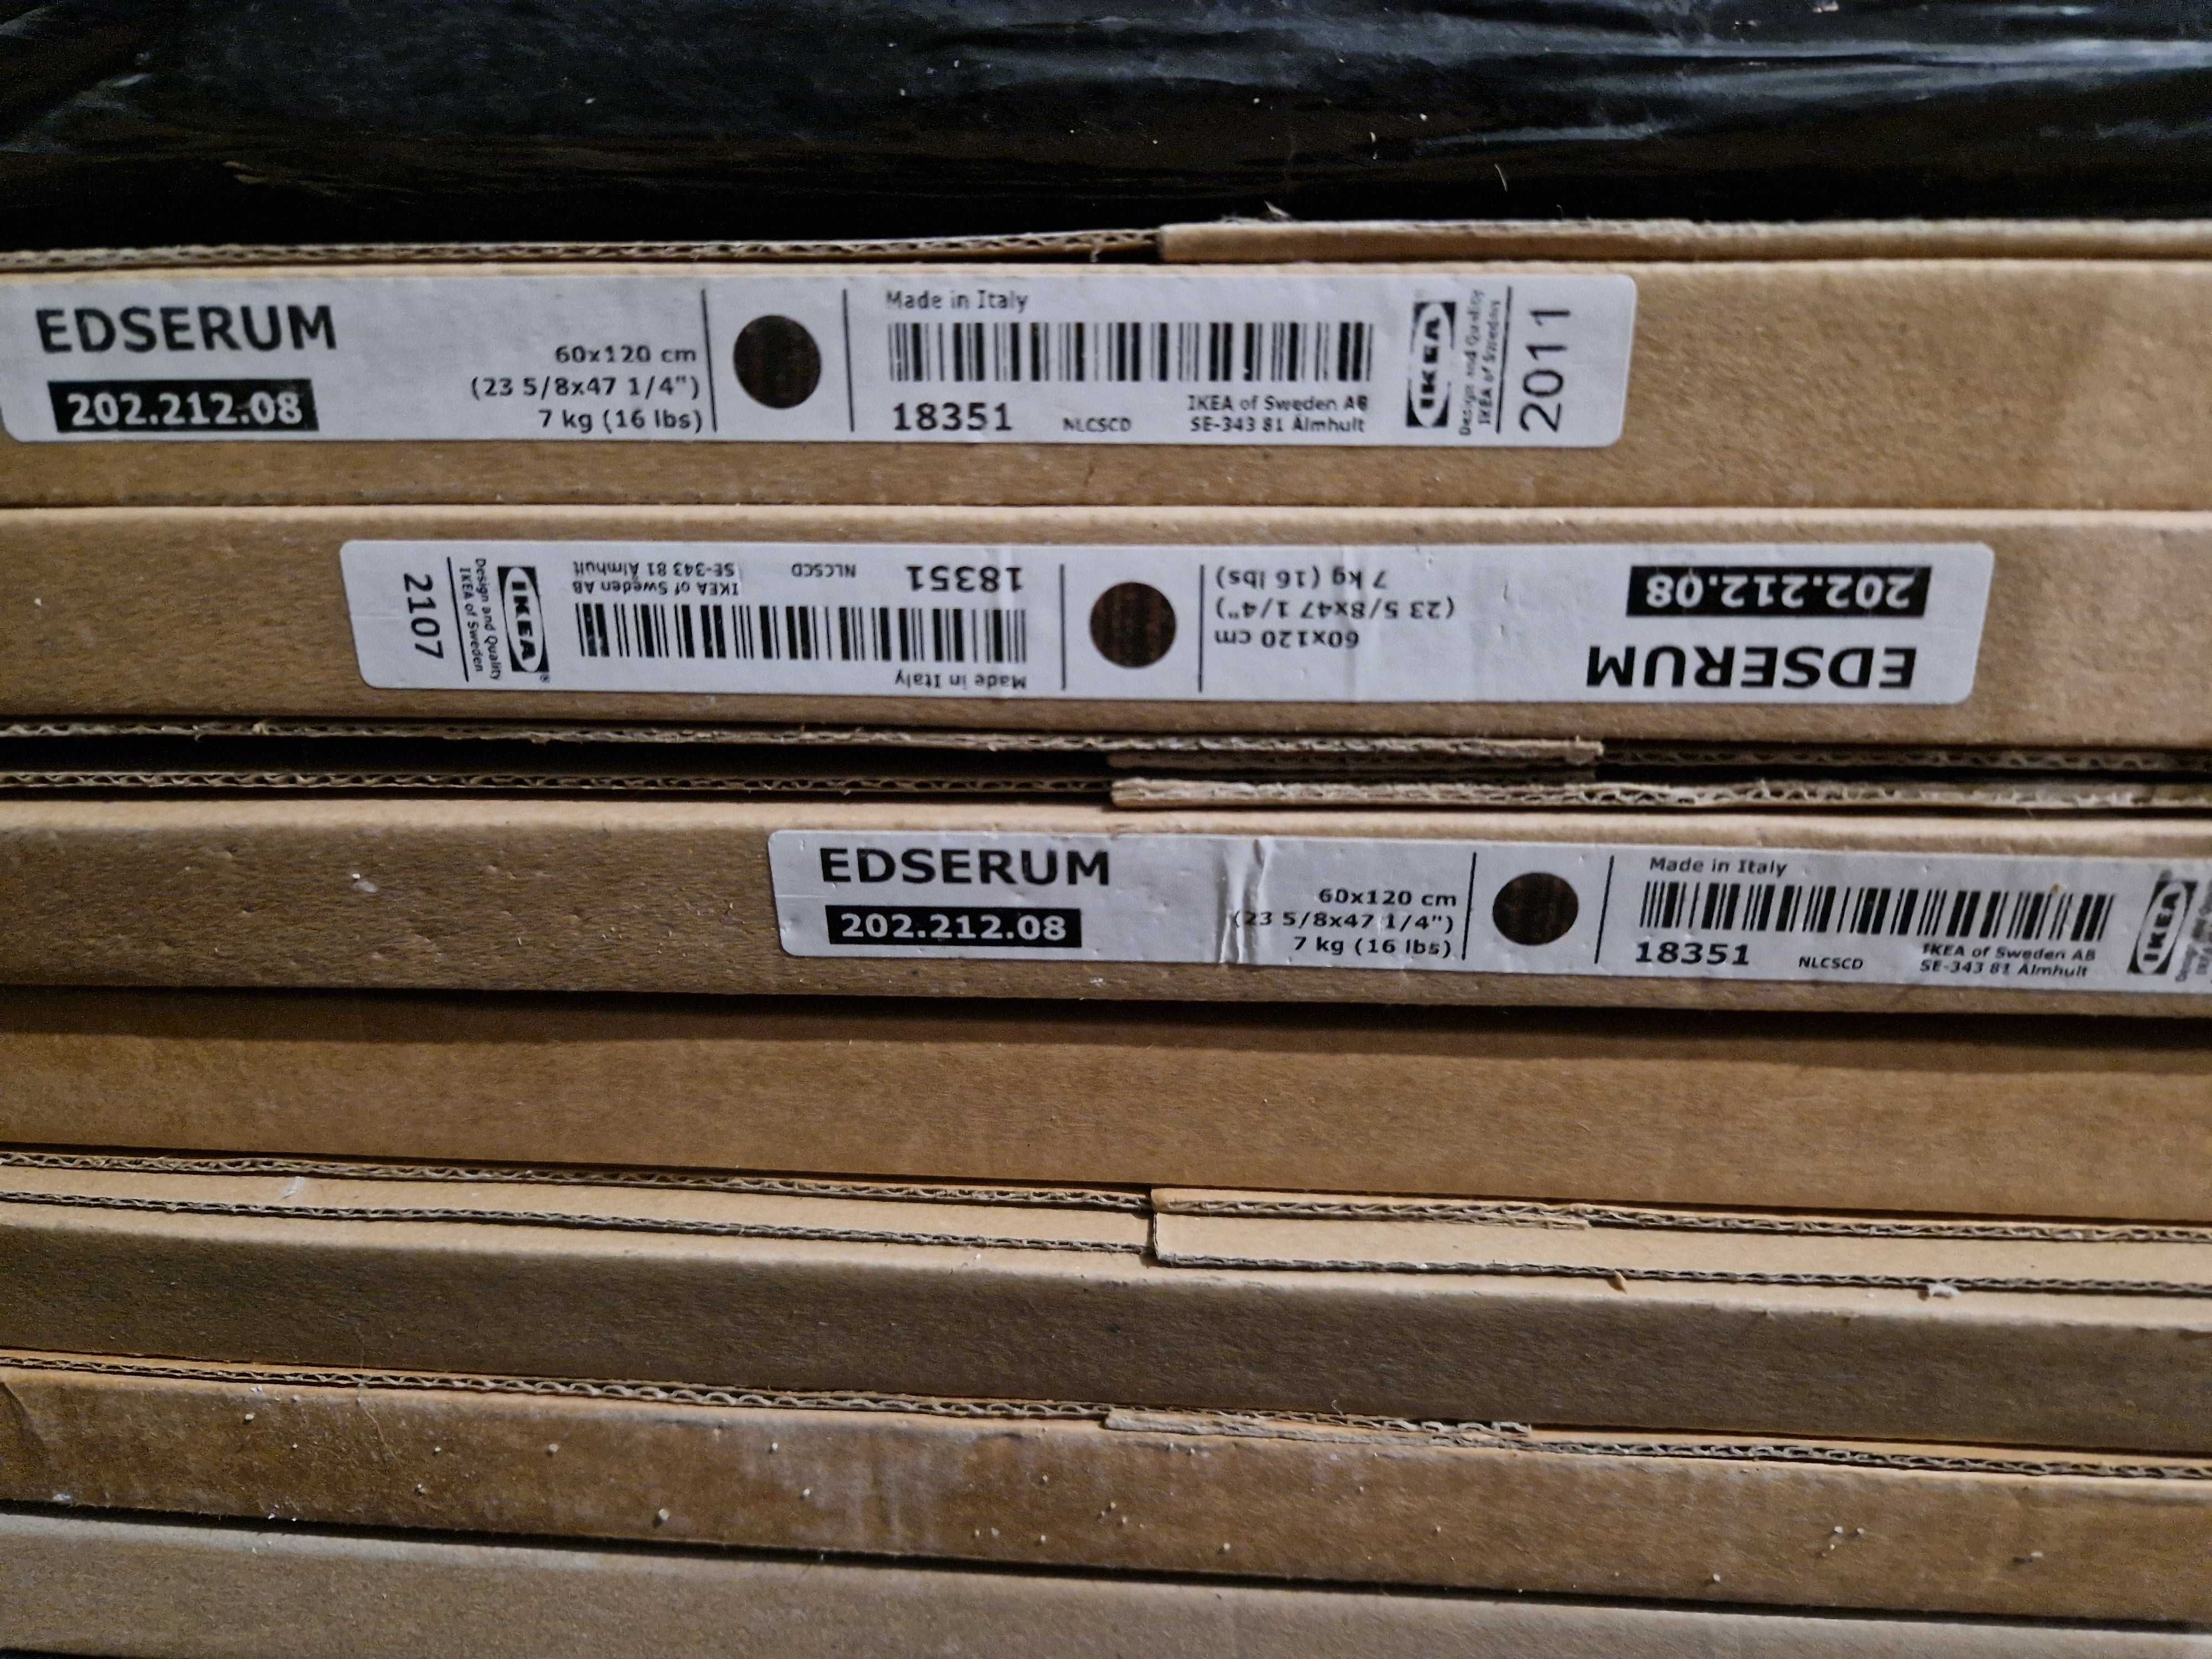 EDSERUM
202.212.08
60x120 cm
(23 5/8x47 1/4")
7 kg (16 lbs)
Made in Italy
18351
NLCSCD
IKEA of Sweden AB
SE-343 81 Älmhult
IKEA
Design and Quality
IKEA of Sweden
2011
EDSERUM
202.212.08
60x120 cm
(23 5/8x47 1/4")
7 kg (16 lbs)
Made in Italy
18351
NLCSCD
IKEA of Sweden AB
SE-343 81 Älmhult
IKEA®
Design and Quality
IKEA of Sweden
2107
EDSERUM
202.212.08
60x120 cm
(23 5/8x47 1/4")
7 kg (16 lbs)
Made in Italy
18351
NLCSCD
IKEA of Sweden AB
SE-343 81 Älmhult
IKEA